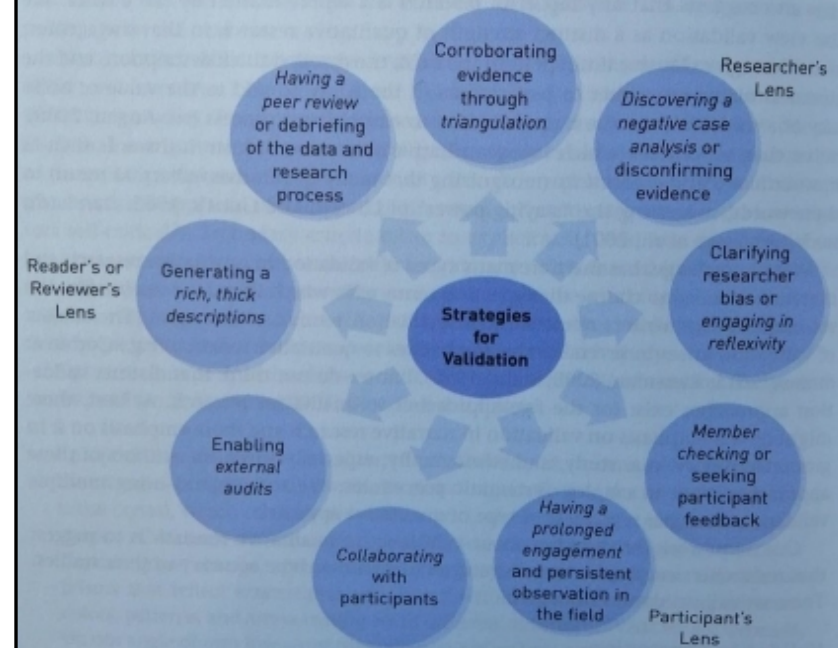 Corroborating
evidence
through
triangulation
Researcher's
Lens
Discovering a
negative case
analysis or
disconfirming
evidence
Clarifying
researcher
bias or
engaging in
reflexivity
Member
checking or
seeking
participant
feedback
Participant's
Lens
Having a
prolonged
engagement
and persistent
observation in
the field
Collaborating
with
participants
Enabling
external
audits
Reader's or
Reviewer's
Lens
Generating a
rich, thick
descriptions
Having a
peer review
or debriefing
of the data and
research
process
Strategies
for
Validation